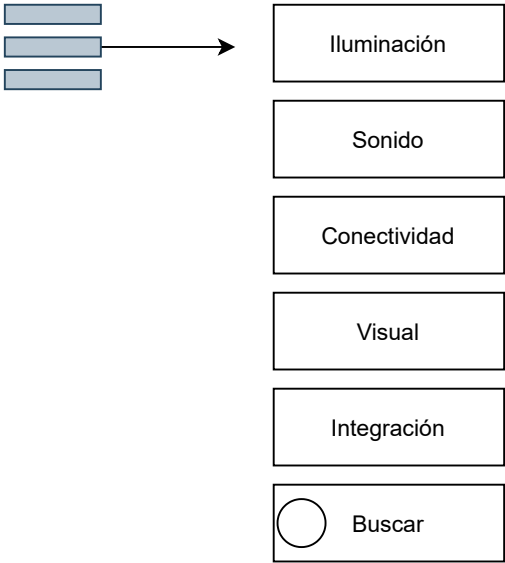 Iluminación
Sonido
Conectividad
Visual
Integración
Buscar